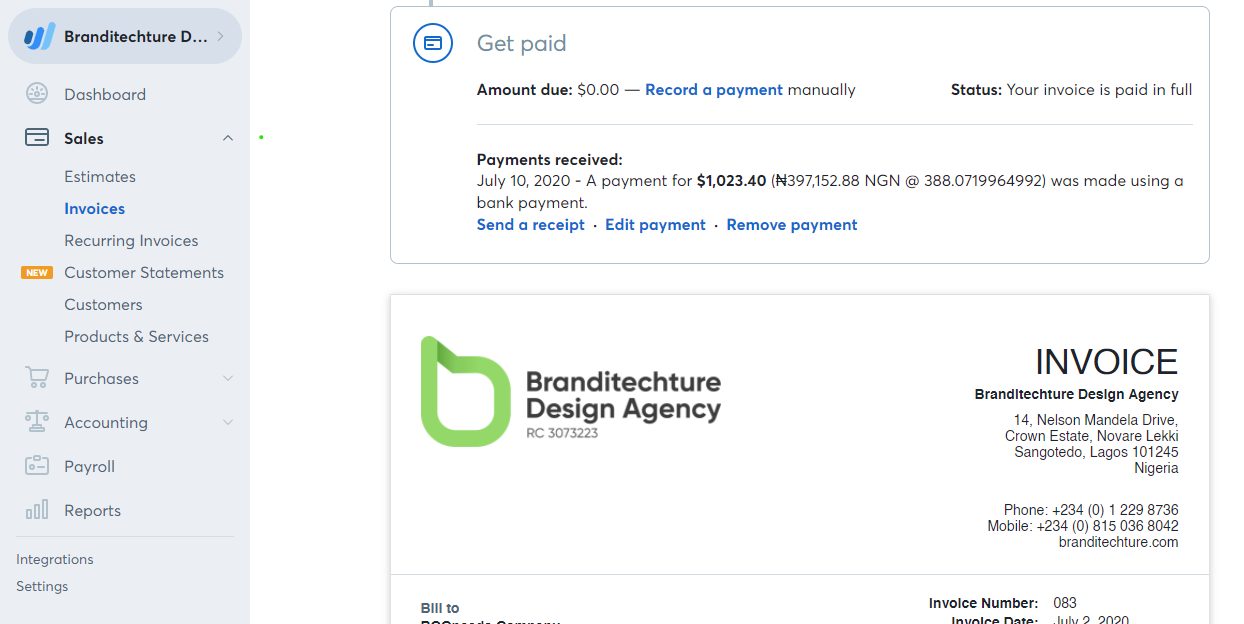 Branditechture D...
Dashboard
Sales
Estimates
Invoices
Recurring Invoices
NEW Customer Statements
Customers
Products & Services
Purchases
Accounting
Payroll
Reports
Integrations
Settings
Get paid
Amount due: $0.00 — Record a payment manually
Status: Your invoice is paid in full
Payments received:
July 10, 2020 - A payment for $1,023.40 (₦397,152.88 NGN @ 388.0719964992) was made using a
bank payment.
Send a receipt · Edit payment · Remove payment
Branditechture
Design Agency
RC 3073223
INVOICE
Branditechture Design Agency
14, Nelson Mandela Drive,
Crown Estate, Novare Lekki
Sangotedo, Lagos 101245
Nigeria
Phone: +234 (0) 1 229 8736
Mobile: +234 (0) 815 036 8042
branditechture.com
Bill to
Invoice Number: 083
Invoice Date: July 2, 2020